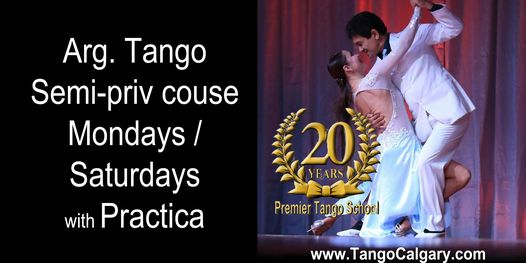 Arg. Tango
Semi-priv couse
Mondays /
Saturdays
with Practica
20
YEARS
Premier Tango School
www.TangoCalgary.com